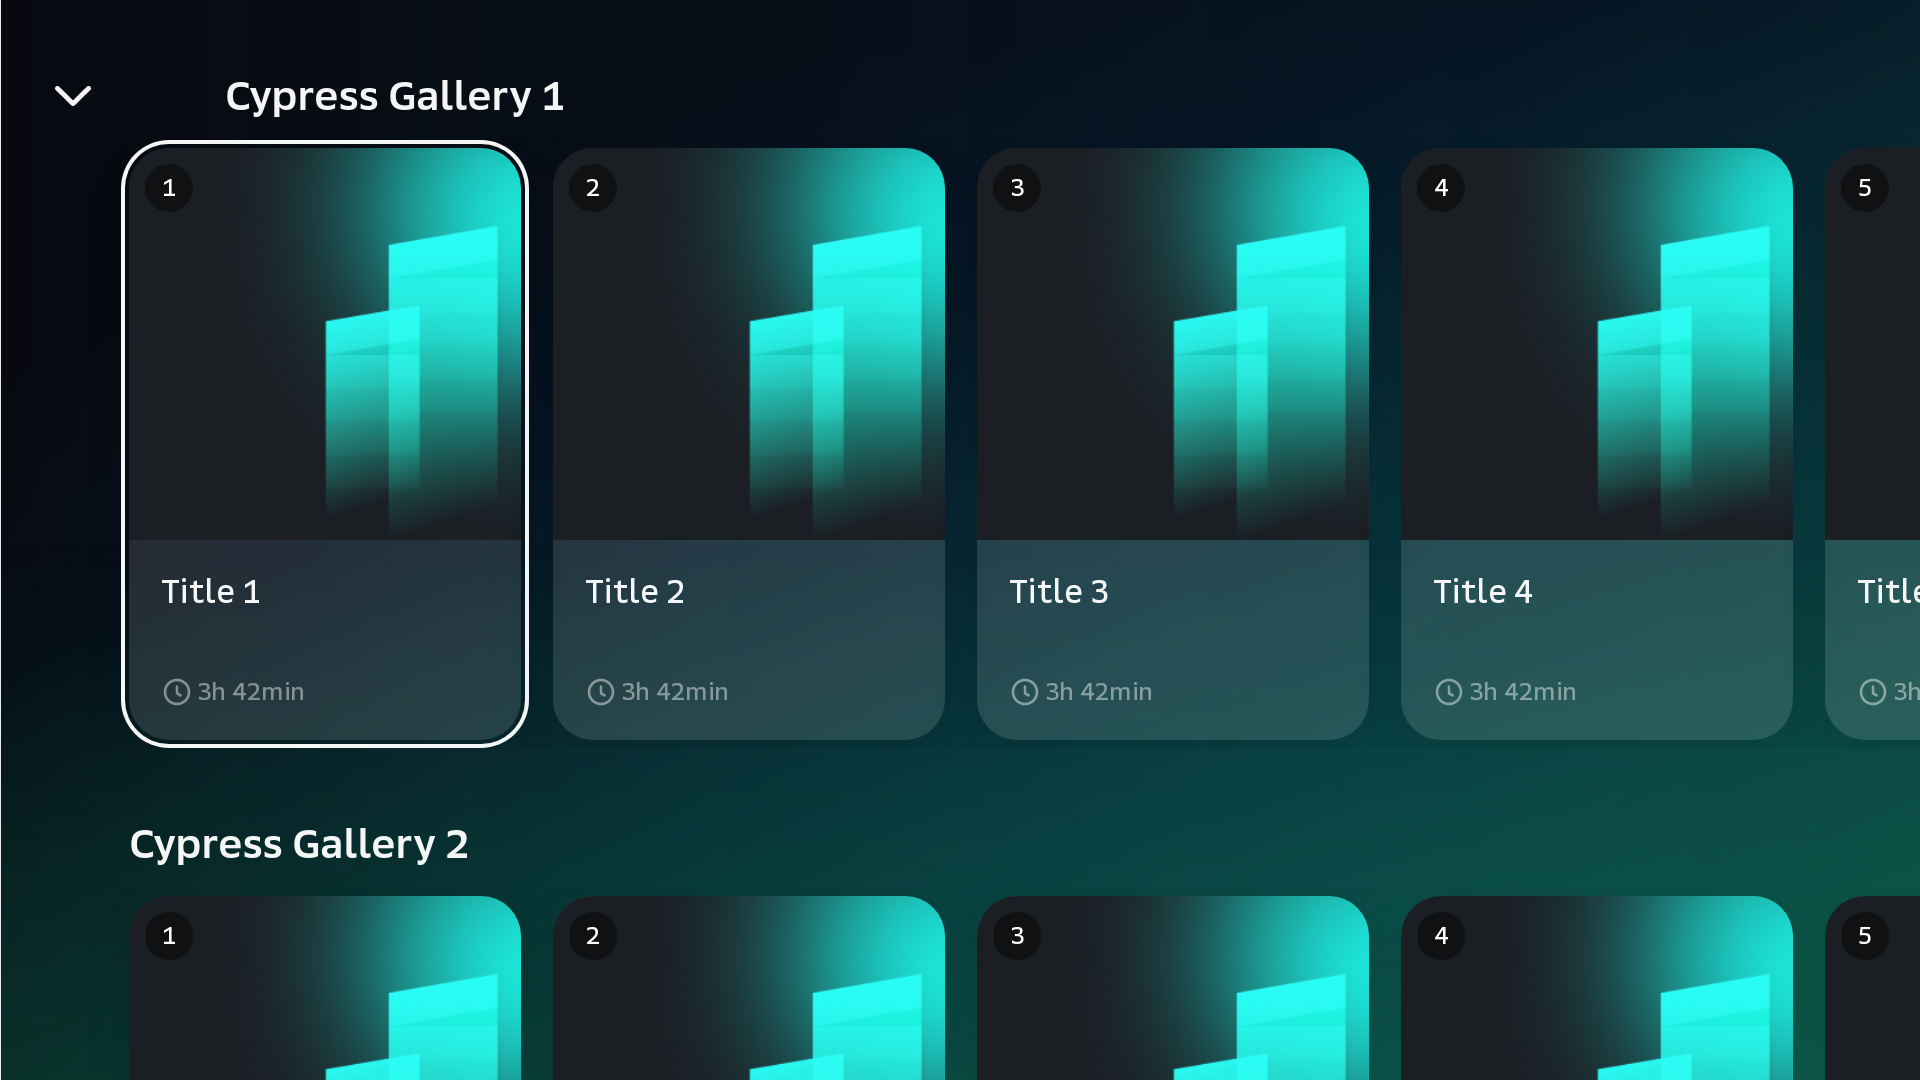 Cypress Gallery 1
1
2
3
4
5
Title 1
Title 2
Title 3
Title 4
3h 42min
3h 42min
3h 42min
3h 42min
3h
Cypress Gallery 2
1
2
3
4
5